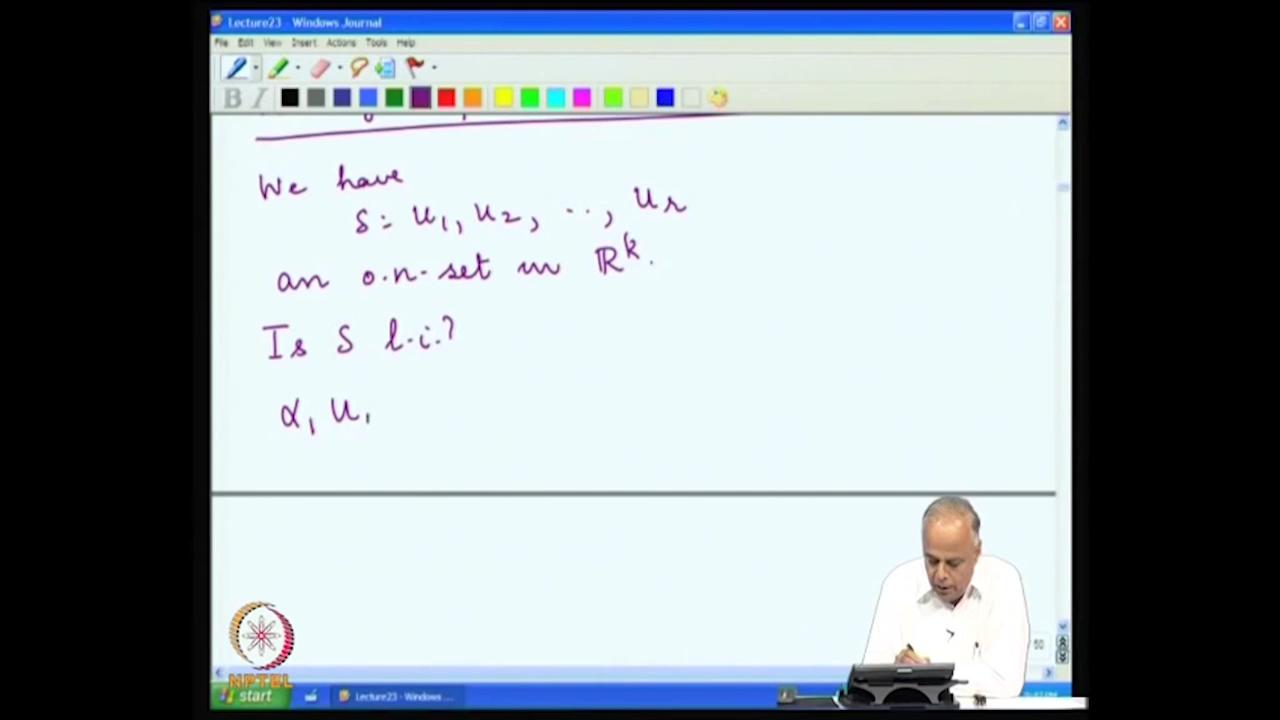 Lecture23 - Windows Journal
File Edit View Insert Actions Tools Help
B I
We have
S = u₁, u₂, .., uᵣ
an o.n. set in ℝᵏ.
Is S l.i.?
α₁ u₁
NPTEL
start
Lecture23 - Windows ...